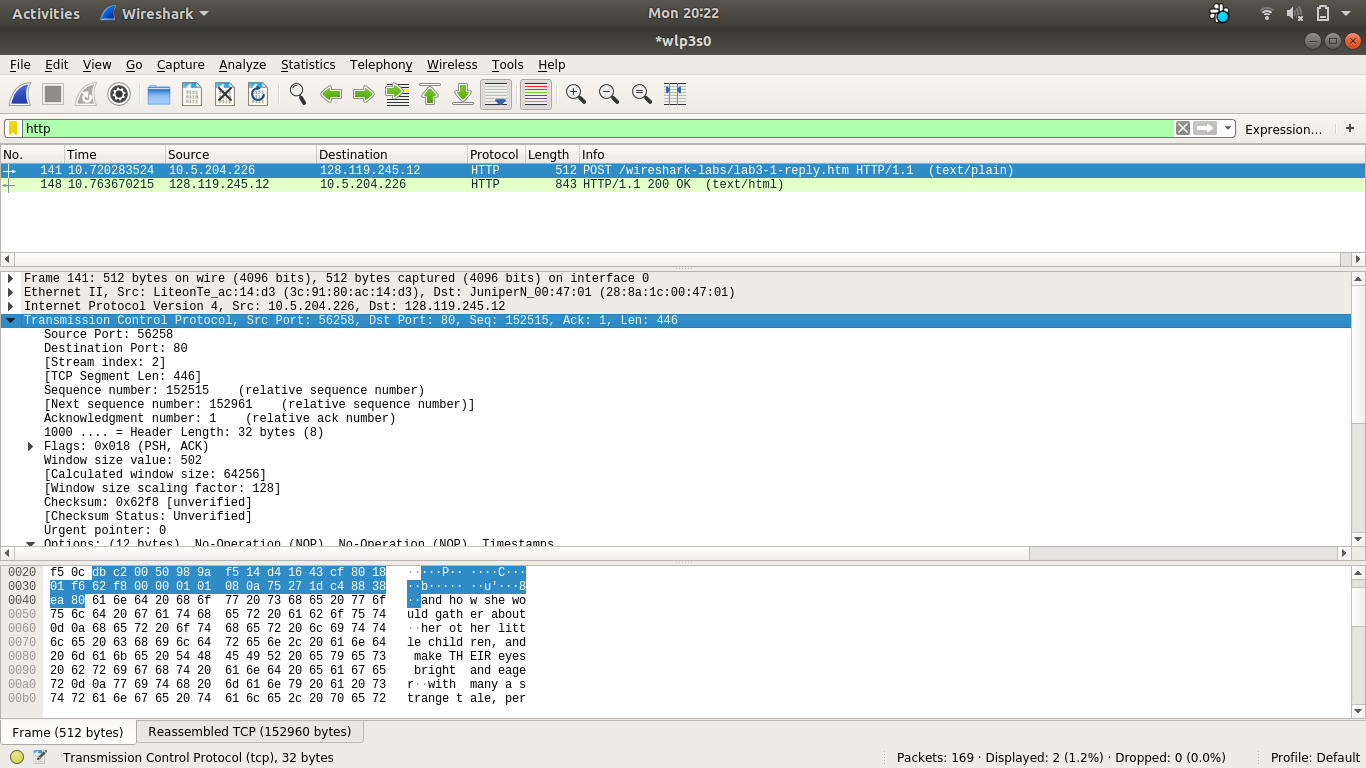 Activities Wireshark Mon 20:22
*wlp3s0
File Edit View Go Capture Analyze Statistics Telephony Wireless Tools Help
http Expression… +
No. Time Source Destination Protocol Length Info
141 10.720283524 10.5.204.226 128.119.245.12 HTTP 512 POST /wireshark-labs/lab3-1-reply.htm HTTP/1.1 (text/plain)
148 10.763670215 128.119.245.12 10.5.204.226 HTTP 843 HTTP/1.1 200 OK (text/html)
Frame 141: 512 bytes on wire (4096 bits), 512 bytes captured (4096 bits) on interface 0
Ethernet II, Src: LiteonTe_ac:14:d3 (3c:91:80:ac:14:d3), Dst: JuniperN_00:47:01 (28:8a:1c:00:47:01)
Internet Protocol Version 4, Src: 10.5.204.226, Dst: 128.119.245.12
Transmission Control Protocol, Src Port: 56258, Dst Port: 80, Seq: 152515, Ack: 1, Len: 446
Source Port: 56258
Destination Port: 80
[Stream index: 2]
[TCP Segment Len: 446]
Sequence number: 152515 (relative sequence number)
[Next sequence number: 152961 (relative sequence number)]
Acknowledgment number: 1 (relative ack number)
1000 .... = Header Length: 32 bytes (8)
Flags: 0x018 (PSH, ACK)
Window size value: 502
[Calculated window size: 64256]
[Window size scaling factor: 128]
Checksum: 0x62f8 [unverified]
[Checksum Status: Unverified]
Urgent pointer: 0
Options: (12 bytes), No-Operation (NOP), No-Operation (NOP), Timestamps
0020 f5 0c db c2 00 50 98 9a f5 14 d4 16 43 cf 80 18 ·····P·· ····C···
0030 01 f6 62 f8 00 00 01 01 08 0a 75 27 1d c4 88 38 ··b····· ··u'···8
0040 ea 80 61 6e 64 20 68 6f 77 20 73 68 65 20 77 6f ··and ho w she wo
0050 75 6c 64 20 67 61 74 68 65 72 20 61 62 6f 75 74 uld gath er about
0060 0d 0a 68 65 72 20 6f 74 68 65 72 20 6c 69 74 74 ··her ot her litt
0070 6c 65 20 63 68 69 6c 64 72 65 6e 2c 20 61 6e 64 le child ren, and
0080 20 6d 61 6b 65 20 54 48 45 49 52 20 65 79 65 73 make TH EIR eyes
0090 20 62 72 69 67 68 74 20 61 6e 64 20 65 61 67 65 bright and eage
00a0 72 0d 0a 77 69 74 68 20 6d 61 6e 79 20 61 20 73 r··with many a s
00b0 74 72 61 6e 67 65 20 74 61 6c 65 2c 20 70 65 72 trange t ale, per
Frame (512 bytes) Reassembled TCP (152960 bytes)
Transmission Control Protocol (tcp), 32 bytes Packets: 169 · Displayed: 2 (1.2%) · Dropped: 0 (0.0%) Profile: Default